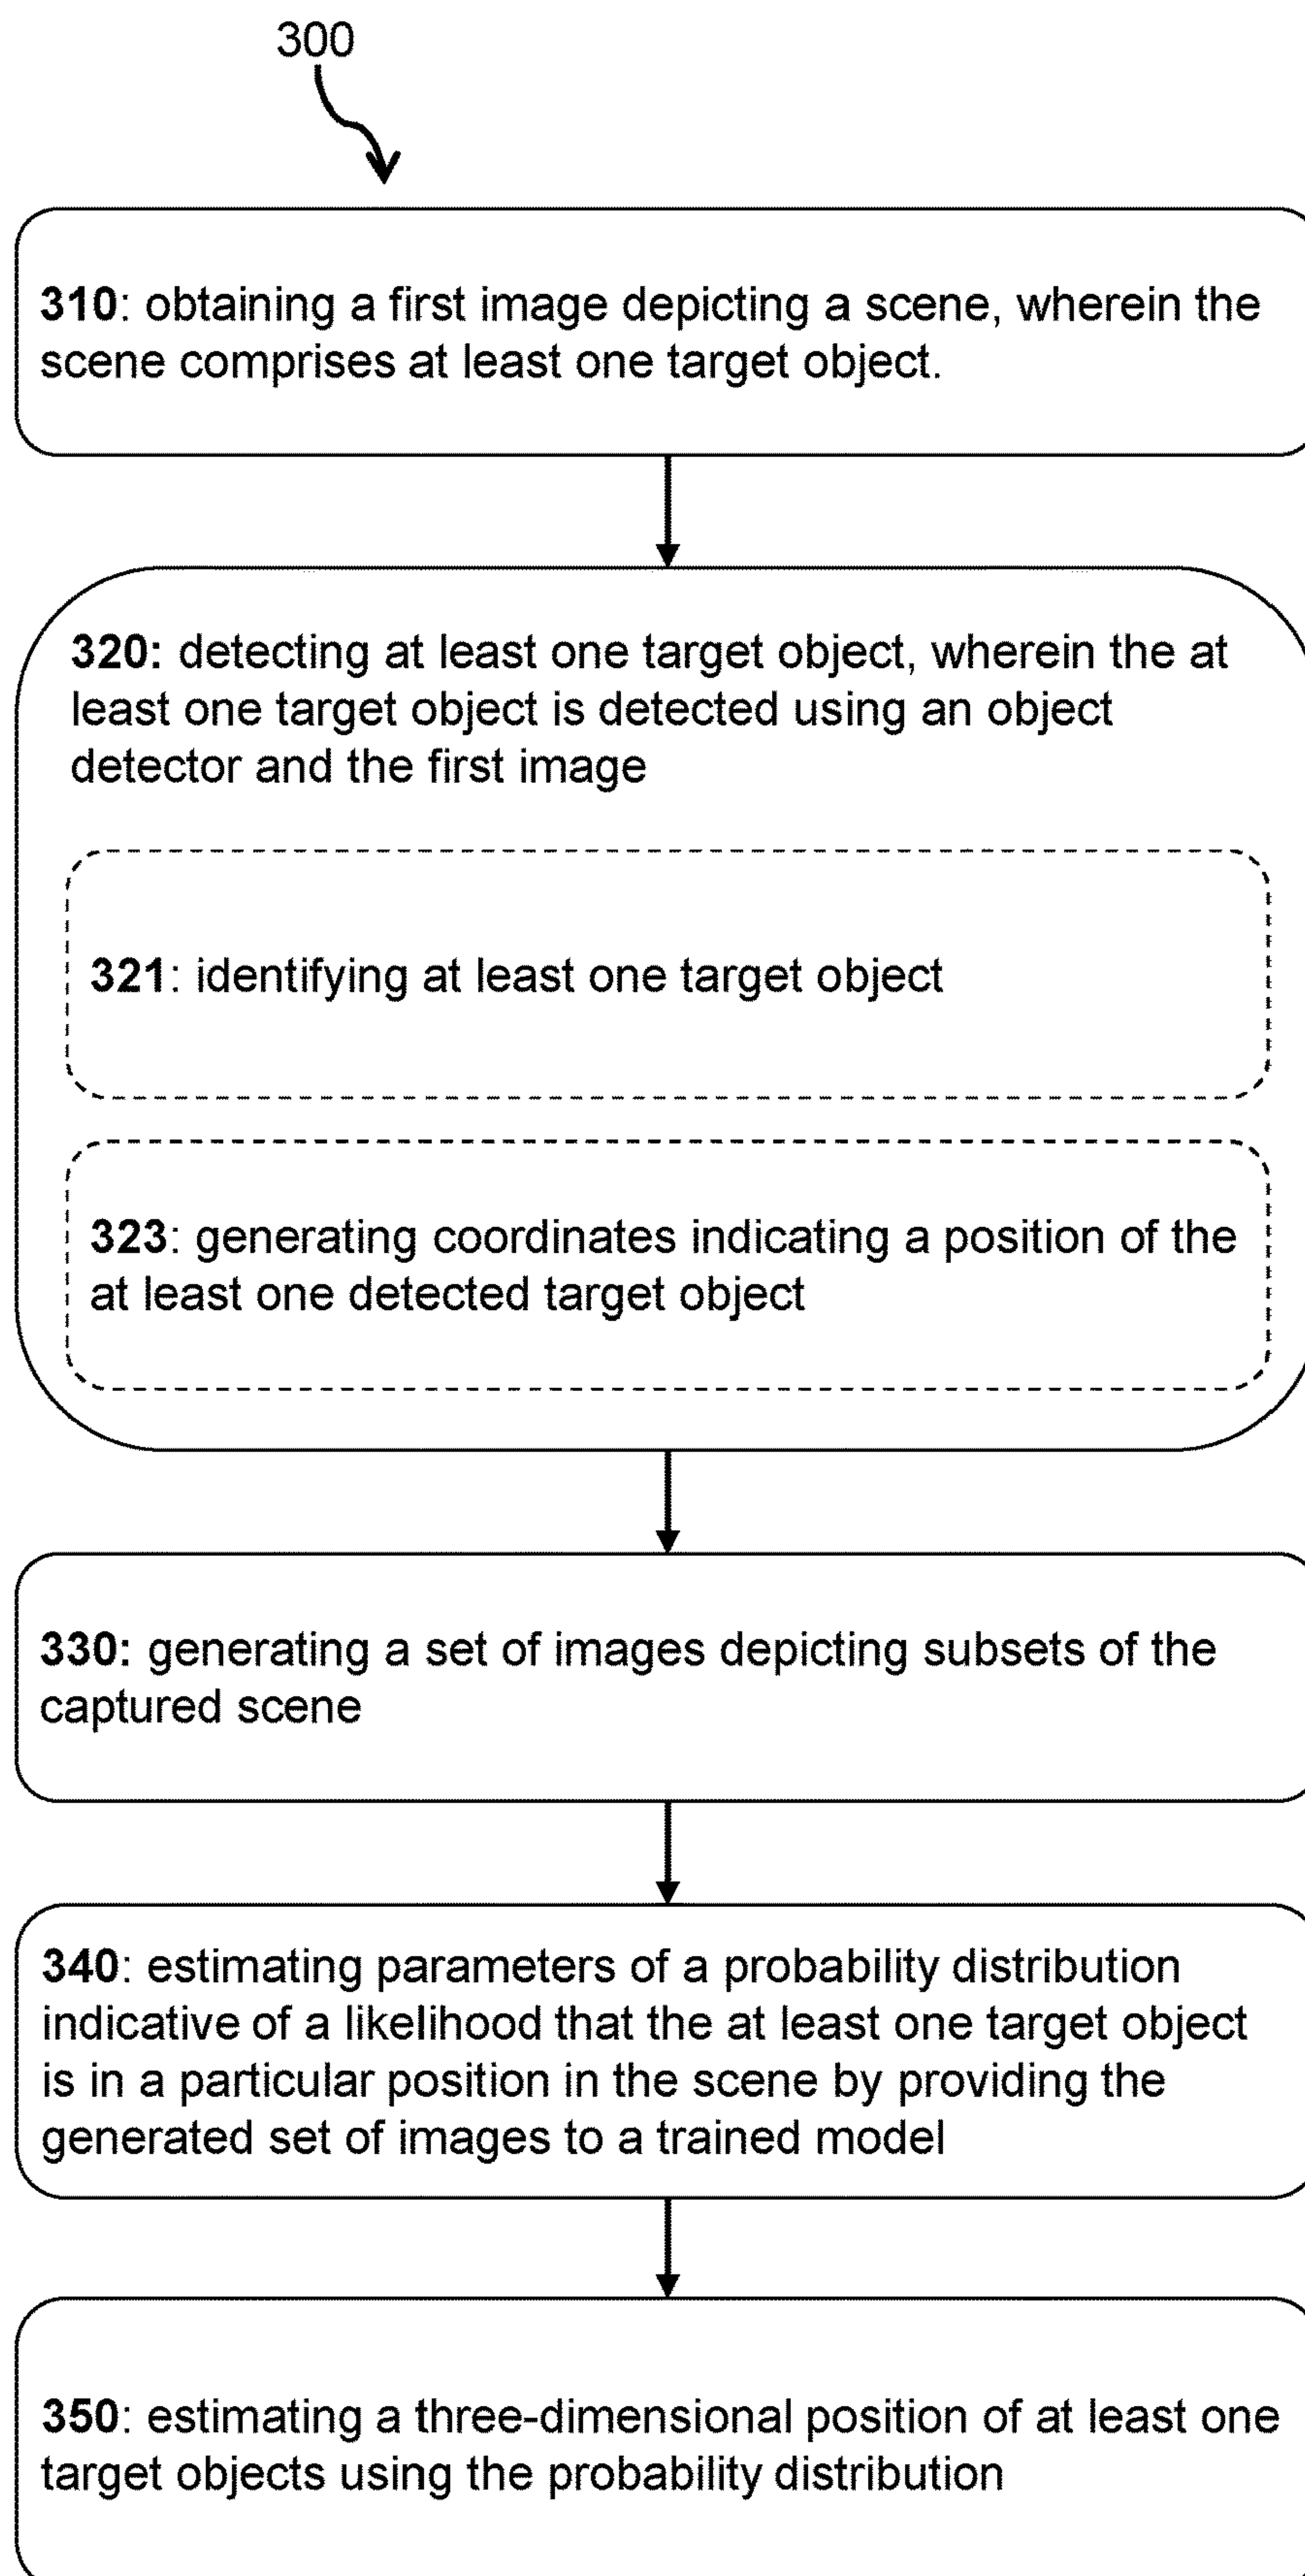 300
310: obtaining a first image depicting a scene, wherein the
scene comprises at least one target object.
320: detecting at least one target object, wherein the at
least one target object is detected using an object
detector and the first image
321: identifying at least one target object
323: generating coordinates indicating a position of the
at least one detected target object
330: generating a set of images depicting subsets of the
captured scene
340: estimating parameters of a probability distribution
indicative of a likelihood that the at least one target object
is in a particular position in the scene by providing the
generated set of images to a trained model
350: estimating a three-dimensional position of at least one
target objects using the probability distribution